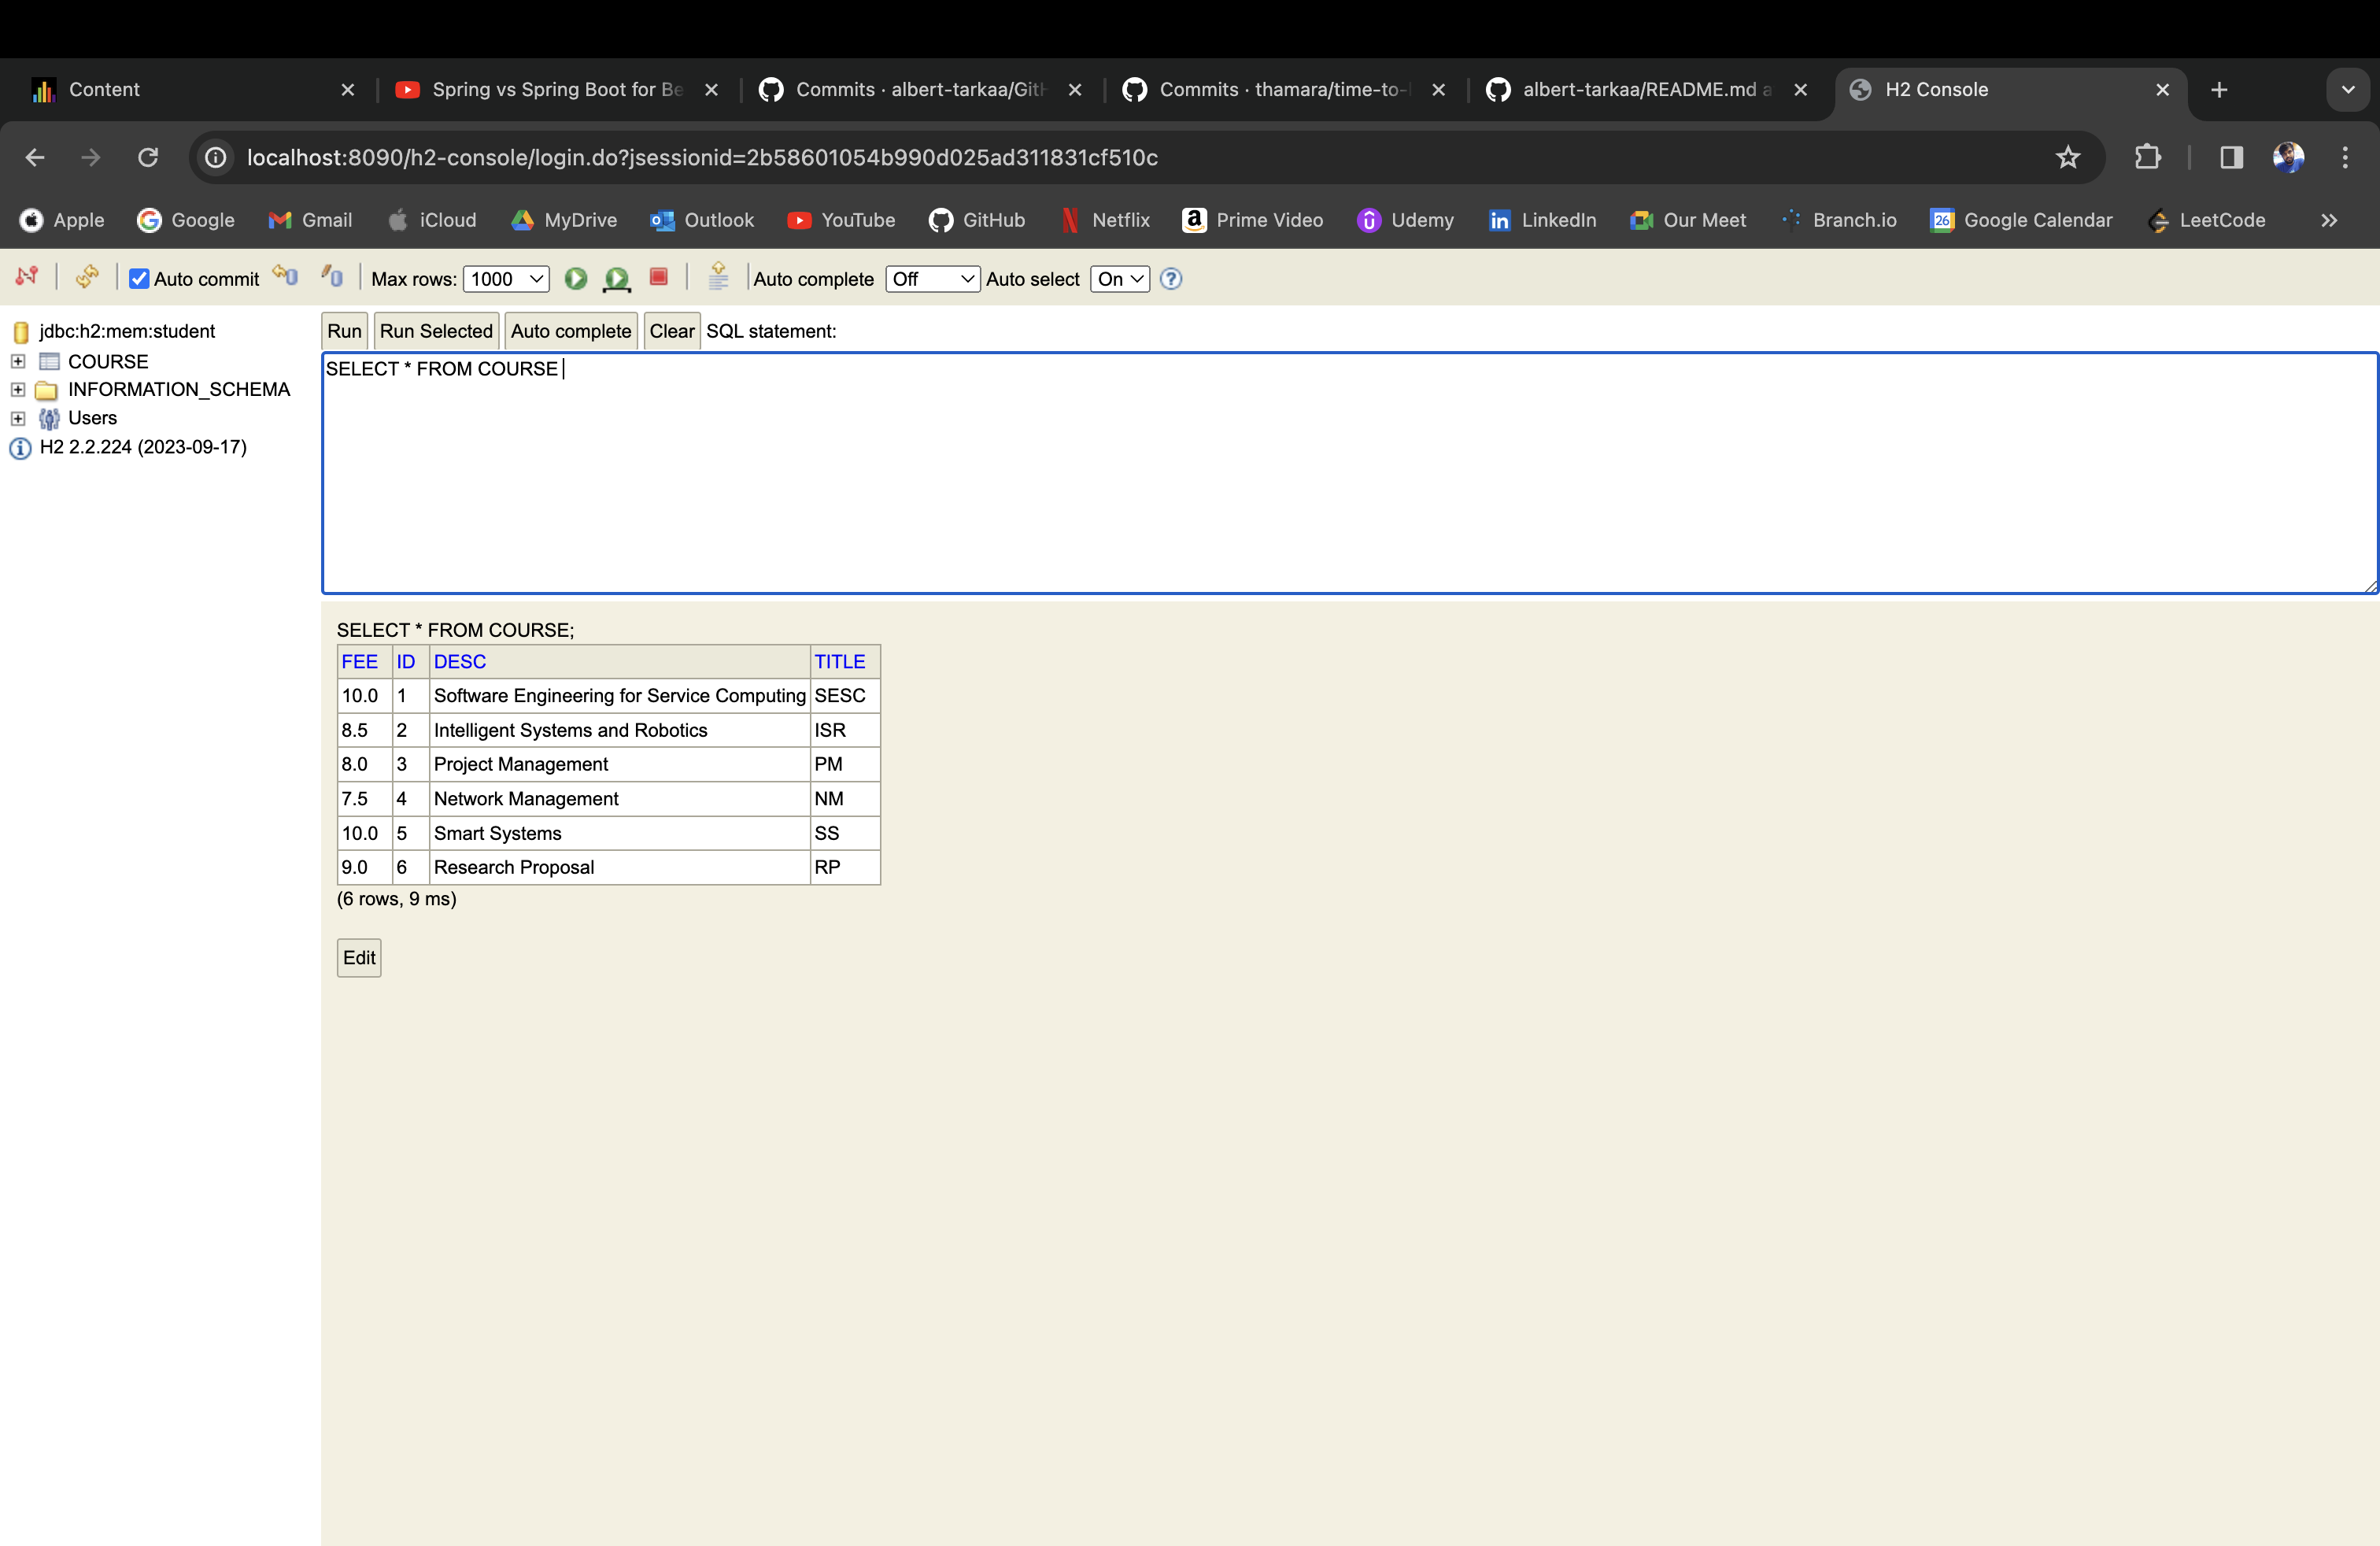 Content
Spring vs Spring Boot for Be
Commits · albert-tarkaa/GitH
Commits · thamara/time-to-
albert-tarkaa/README.md a
H2 Console
localhost:8090/h2-console/login.do?jsessionid=2b58601054b990d025ad311831cf510c
Apple Google Gmail iCloud MyDrive Outlook YouTube GitHub Netflix Prime Video Udemy LinkedIn Our Meet Branch.io 26 Google Calendar LeetCode
Auto commit Max rows: 1000 Auto complete Off Auto select On
jdbc:h2:mem:student
COURSE
INFORMATION_SCHEMA
Users
H2 2.2.224 (2023-09-17)
Run Run Selected Auto complete Clear SQL statement:
SELECT * FROM COURSE
SELECT * FROM COURSE;
FEE ID DESC TITLE
10.0 1 Software Engineering for Service Computing SESC
8.5 2 Intelligent Systems and Robotics ISR
8.0 3 Project Management PM
7.5 4 Network Management NM
10.0 5 Smart Systems SS
9.0 6 Research Proposal RP
(6 rows, 9 ms)
Edit